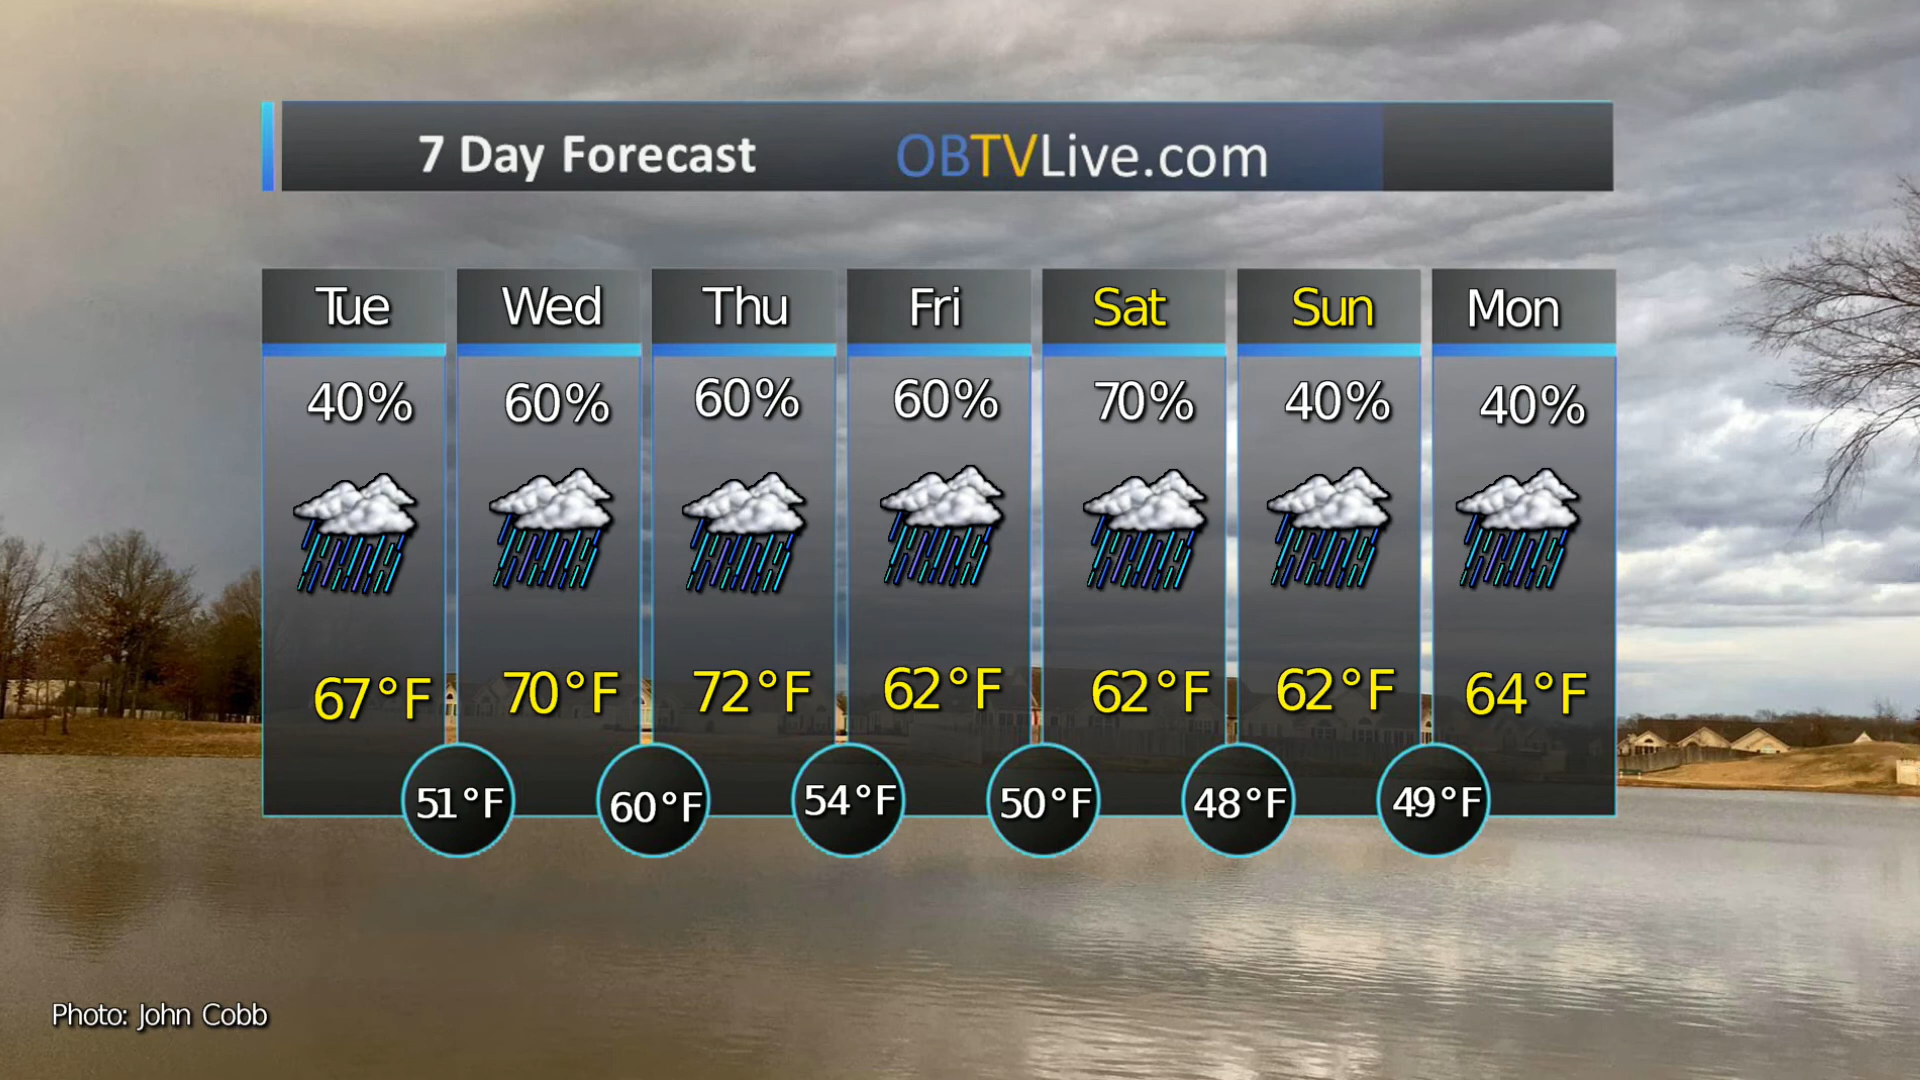 7 Day Forecast OBTVLive.com
Tue Wed Thu Fri Sat Sun Mon
40% 60% 60% 60% 70% 40% 40%
67°F 70°F 72°F 62°F 62°F 62°F 64°F
51°F 60°F 54°F 50°F 48°F 49°F
Photo: John Cobb